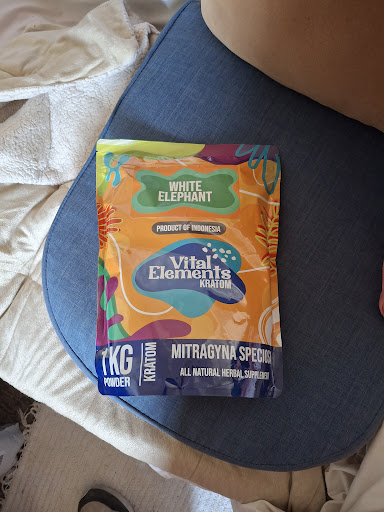 WHITE
ELEPHANT
PRODUCT OF INDONESIA
Vital
Elements
KRATOM
1KG
POWDER
KRATOM
MITRAGYNA SPECIOSA
ALL NATURAL HERBAL SUPPLEMENT